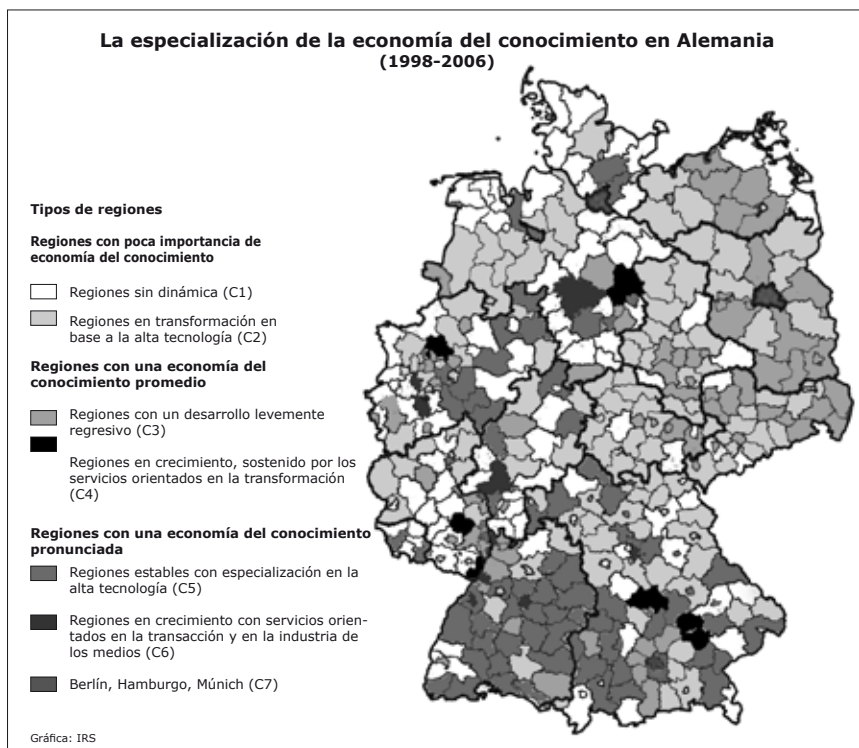 La especialización de la economía del conocimiento en Alemania
(1998-2006)
Tipos de regiones
Regiones con poca importancia de
economía del conocimiento
Regiones sin dinámica (C1)
Regiones en transformación en
base a la alta tecnología (C2)
Regiones con una economía del
conocimiento promedio
Regiones con un desarrollo levemente
regresivo (C3)
Regiones en crecimiento, sostenido por los
servicios orientados en la transformación
(C4)
Regiones con una economía del conocimiento
pronunciada
Regiones estables con especialización en la
alta tecnología (C5)
Regiones en crecimiento con servicios orien-
tados en la transacción y en la industria de
los medios (C6)
Berlín, Hamburgo, Múnich (C7)
Gráfica: IRS